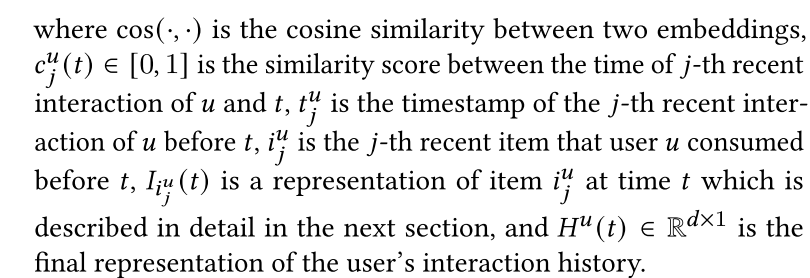 where cos(·, ·) is the cosine similarity between two embeddings,
$c_j^u(t) \in [0, 1]$ is the similarity score between the time of $j$-th recent
interaction of $u$ and $t$, $t_j^u$ is the timestamp of the $j$-th recent inter-
action of $u$ before $t$, $i_j^u$ is the $j$-th recent item that user $u$ consumed
before $t$, $I_{i_j^u}(t)$ is a representation of item $i_j^u$ at time $t$ which is
described in detail in the next section, and $H^u(t) \in \mathbb{R}^{d \times 1}$ is the
final representation of the user's interaction history.